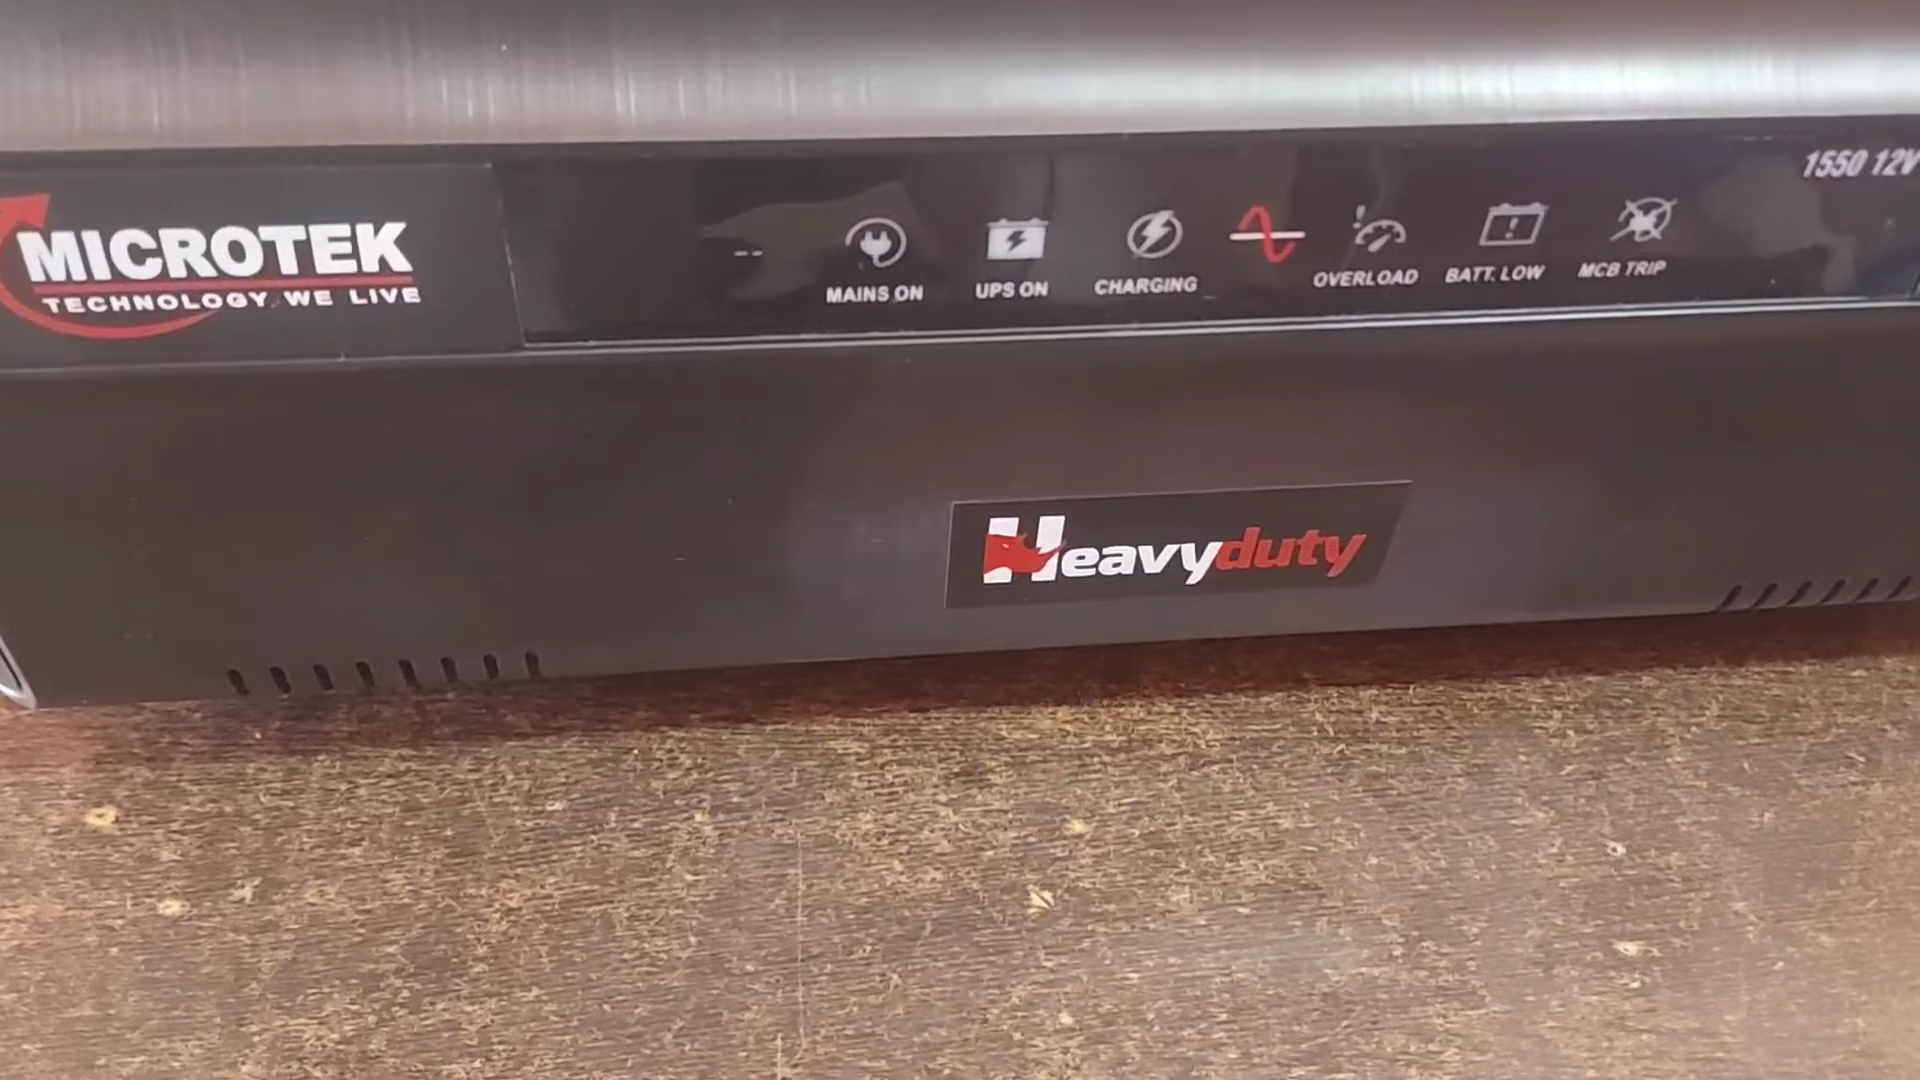 MICROTEK
TECHNOLOGY WE LIVE
--
MAINS ON
UPS ON
CHARGING
OVERLOAD
BATT. LOW
MCB TRIP
1550 12V
Heavyduty